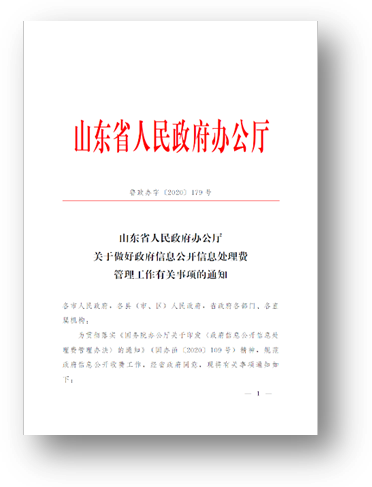 山东省人民政府办公厅
鲁政办字〔2020〕179号
山东省人民政府办公厅
关于做好政府信息公开信息处理费
管理工作有关事项的通知
各市人民政府，各县（市、区）人民政府，省政府各部门、各直
属机构：
为贯彻落实《国务院办公厅关于印发〈政府信息公开信息处
理费管理办法〉的通知》（国办函〔2020〕109号）精神，规范
政府信息公开收费工作，经省政府同意，现将有关事项通知如
下：
— 1 —